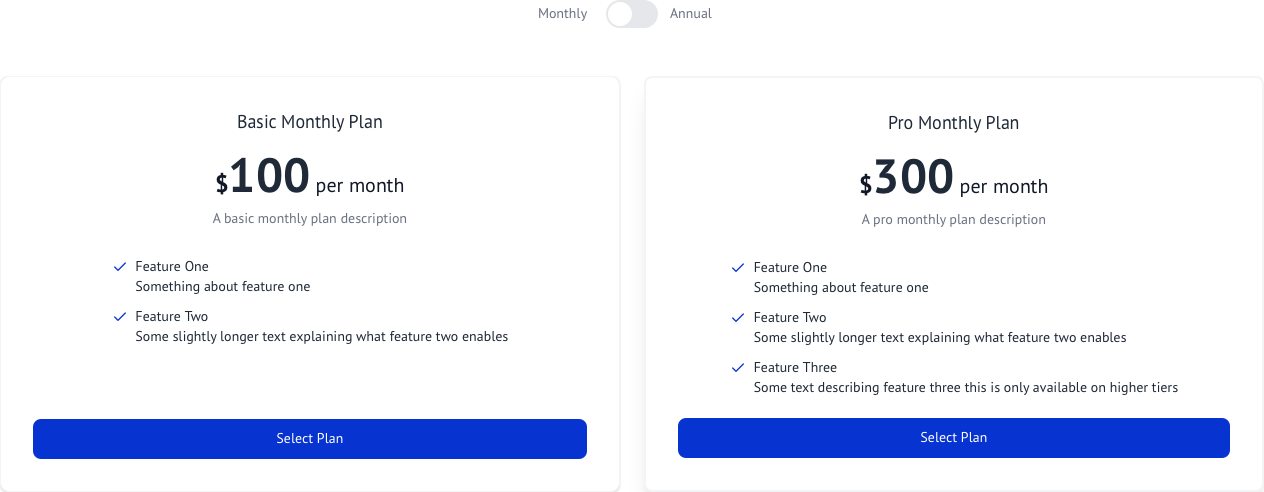 Monthly Annual
Basic Monthly Plan
$100 per month
A basic monthly plan description
Feature One
Something about feature one
Feature Two
Some slightly longer text explaining what feature two enables
Select Plan
Pro Monthly Plan
$300 per month
A pro monthly plan description
Feature One
Something about feature one
Feature Two
Some slightly longer text explaining what feature two enables
Feature Three
Some text describing feature three this is only available on higher tiers
Select Plan